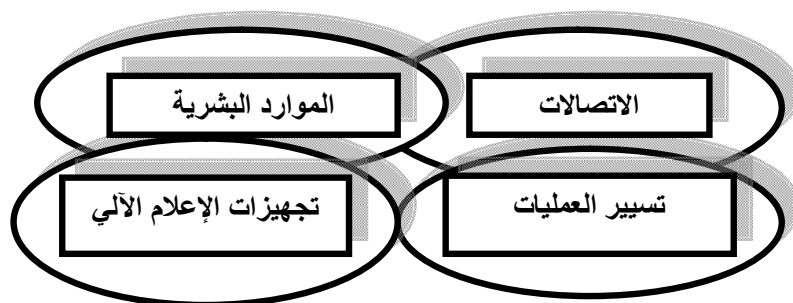 الاتصالات
الموارد البشرية
تسيير العمليات
تجهيزات الإعلام الآلي